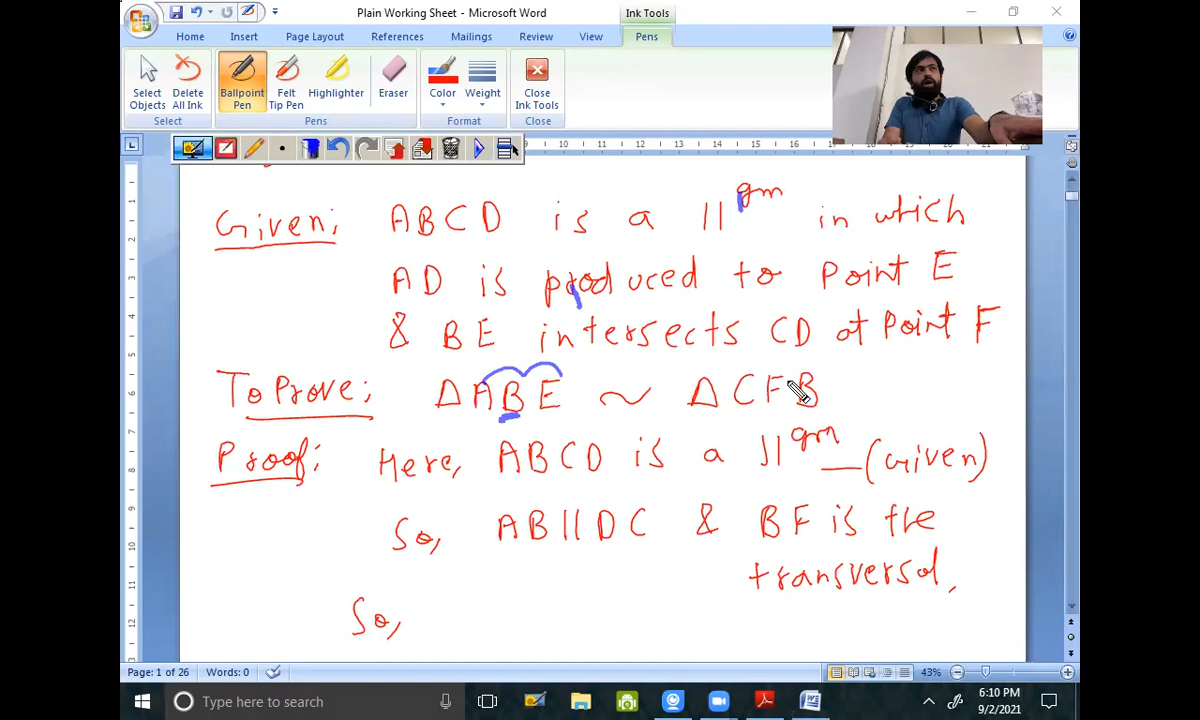 Plain Working Sheet - Microsoft Word
Ink Tools
Home Insert Page Layout References Mailings Review View Pens
Select Objects
Delete All Ink
Ballpoint Pen
Felt Tip Pen
Highlighter
Eraser
Color
Weight
Close Ink Tools
Select Pens Format Close
Given: ABCD is a ||gm in which
AD is produced to Point E
& BE intersects CD at Point F
To Prove: Δ ABE ~ Δ CFB
Proof: Here, ABCD is a ||gm __ (Given)
So, AB || DC & BF is the
transversal,
So,
Page: 1 of 26 Words: 0 43%
Type here to search
6:10 PM
9/2/2021